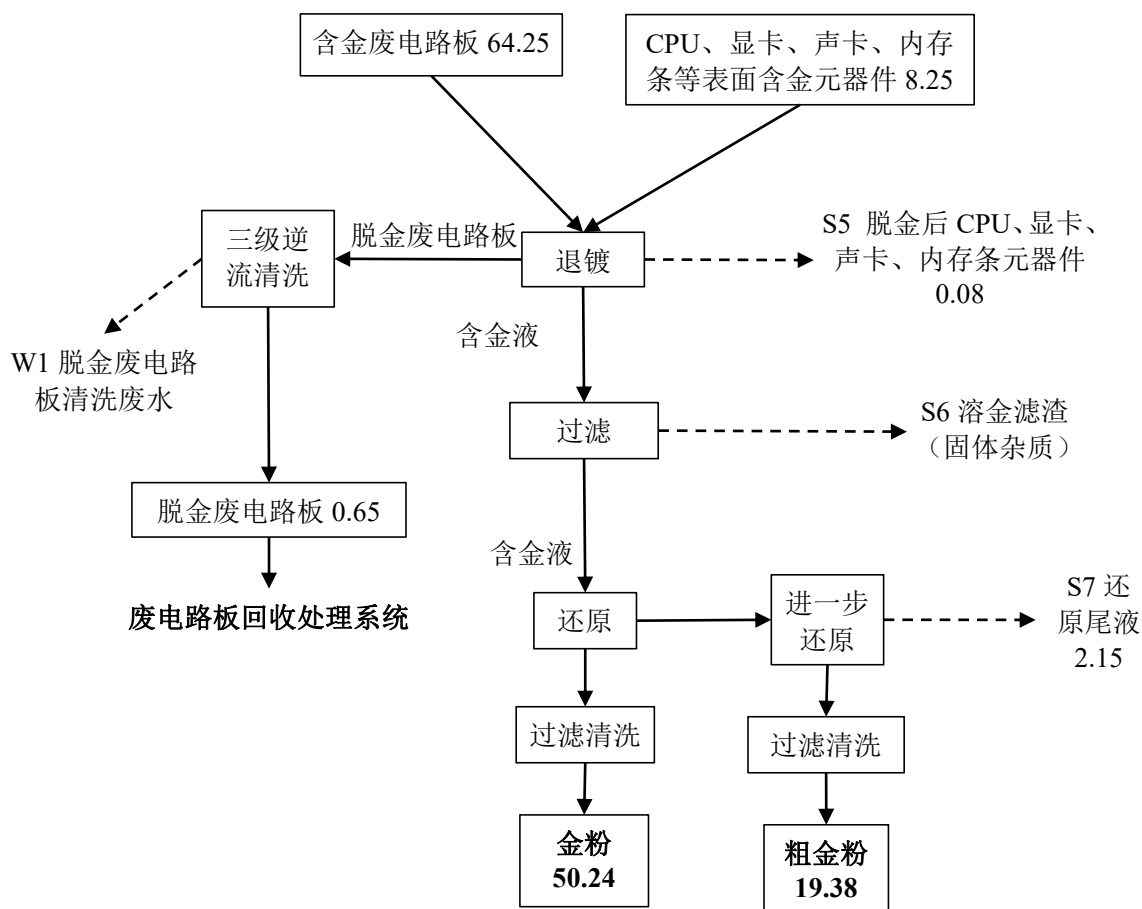 含金废电路板 64.25
CPU、显卡、声卡、内存
条等表面含金元器件 8.25
三级逆
流清洗
脱金废电路板
退镀
S5 脱金后 CPU、显卡、
声卡、内存条元器件
0.08
含金液
W1 脱金废电路
板清洗废水
过滤
S6 溶金滤渣
（固体杂质）
脱金废电路板 0.65
含金液
废电路板回收处理系统
还原
进一步
还原
S7 还
原尾液
2.15
过滤清洗
过滤清洗
金粉
50.24
粗金粉
19.38